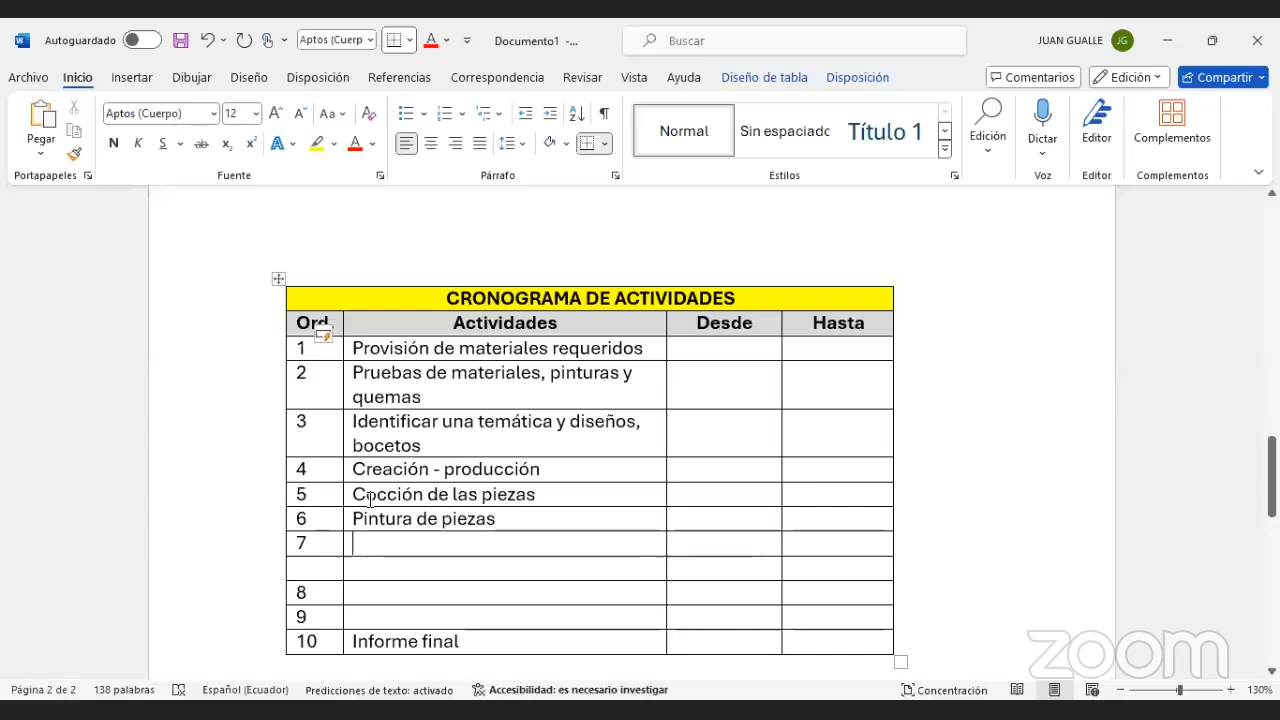 Autoguardado
Aptos (Cuerp
Documento1 -...
Buscar
JUAN GUALLE
JG
Archivo Inicio Insertar Dibujar Diseño Disposición Referencias Correspondencia Revisar Vista Ayuda Diseño de tabla Disposición
Comentarios
Edición
Compartir
Pegar
Portapapeles
Aptos (Cuerpo)
12
Aa
N K S ab x₂ x²
Fuente
Párrafo
Normal
Sin espaciado
Título 1
Estilos
Edición
Dictar
Voz
Editor
Editor
Complementos
Complementos
CRONOGRAMA DE ACTIVIDADES
Ord. Actividades Desde Hasta
1 Provisión de materiales requeridos
2 Pruebas de materiales, pinturas y
quemas
3 Identificar una temática y diseños,
bocetos
4 Creación - producción
5 Cocción de las piezas
6 Pintura de piezas
7
8
9
10 Informe final
zoom
Página 2 de 2 138 palabras Español (Ecuador) Predicciones de texto: activado Accesibilidad: es necesario investigar Concentración 130%